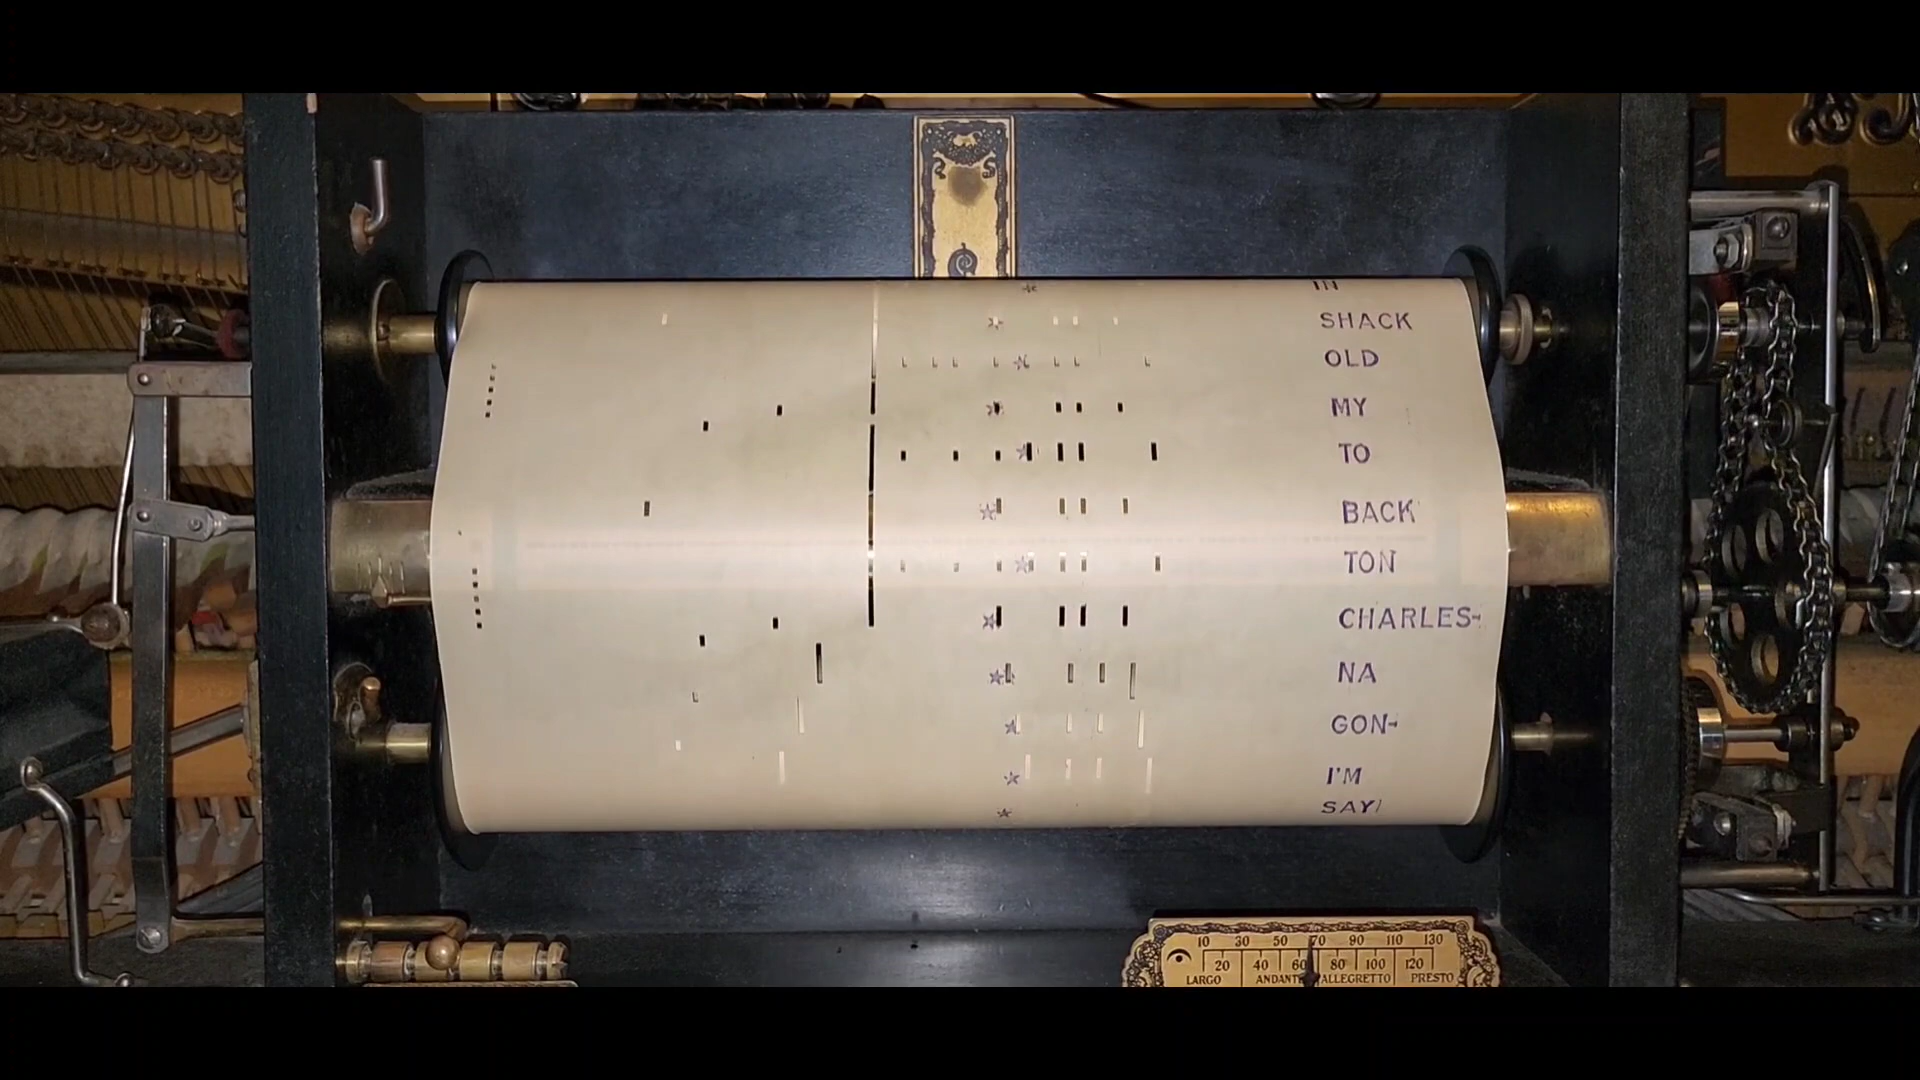 IN
SHACK
OLD
MY
TO
BACK
TON
CHARLES-
NA
GON-
I'M
SAY!
10 30 50 70 90 110 130
20 40 60 80 100 120
LARGO ANDANTE ALLEGRETTO PRESTO